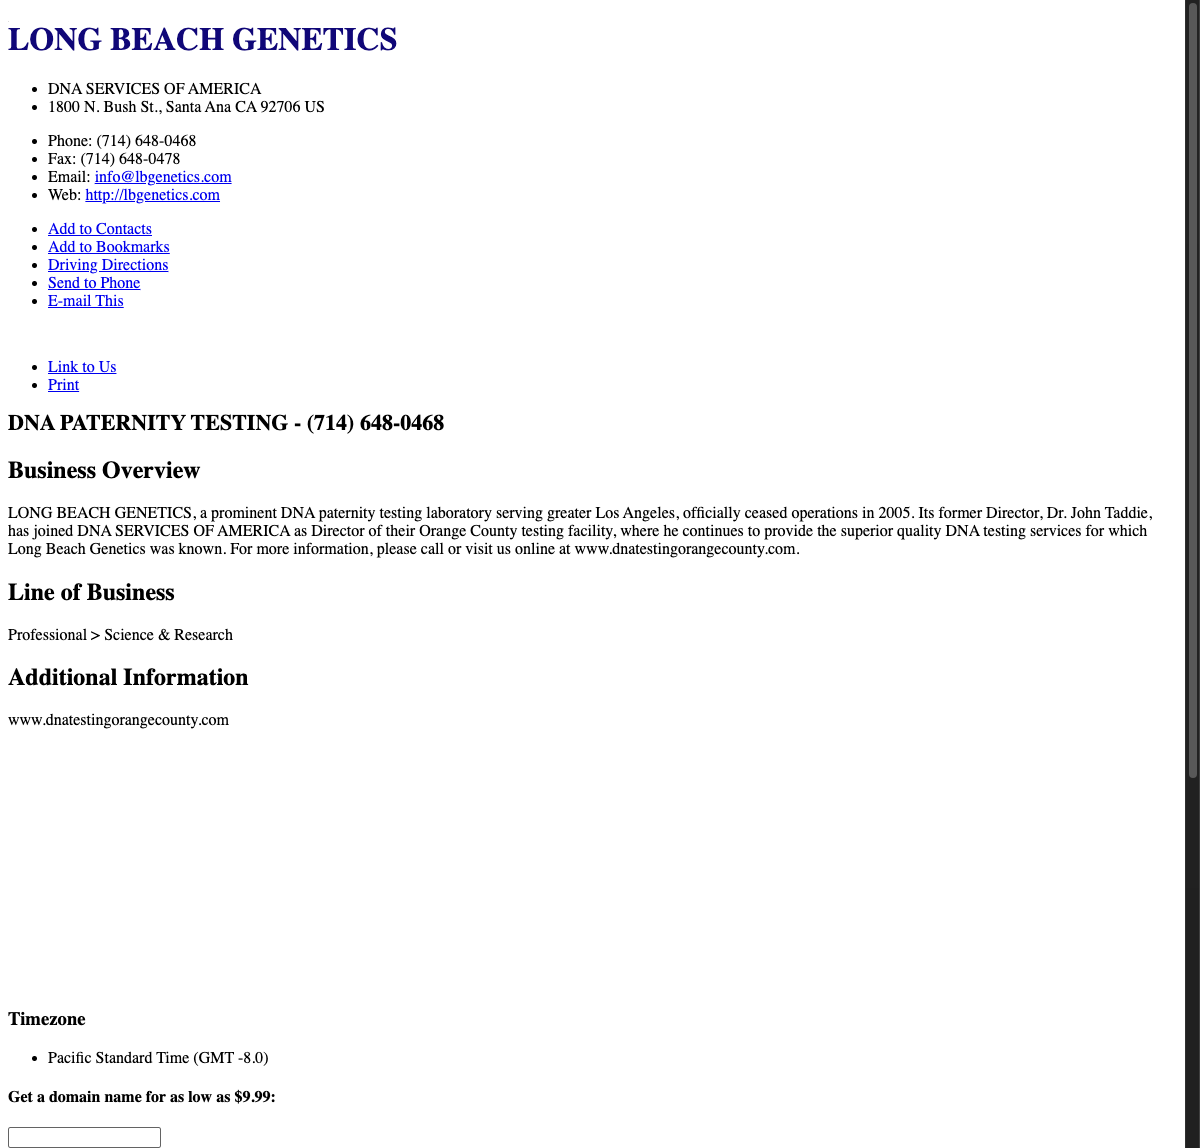 LONG BEACH GENETICS
DNA SERVICES OF AMERICA
1800 N. Bush St., Santa Ana CA 92706 US
Phone: (714) 648-0468
Fax: (714) 648-0478
Email: info@lbgenetics.com
Web: http://lbgenetics.com
Add to Contacts
Add to Bookmarks
Driving Directions
Send to Phone
E-mail This
Link to Us
Print
DNA PATERNITY TESTING - (714) 648-0468
Business Overview
LONG BEACH GENETICS, a prominent DNA paternity testing laboratory serving greater Los Angeles, officially ceased operations in 2005. Its former Director, Dr. John Taddie,
has joined DNA SERVICES OF AMERICA as Director of their Orange County testing facility, where he continues to provide the superior quality DNA testing services for which
Long Beach Genetics was known. For more information, please call or visit us online at www.dnatestingorangecounty.com.
Line of Business
Professional > Science & Research
Additional Information
www.dnatestingorangecounty.com
Timezone
Pacific Standard Time (GMT -8.0)
Get a domain name for as low as $9.99: